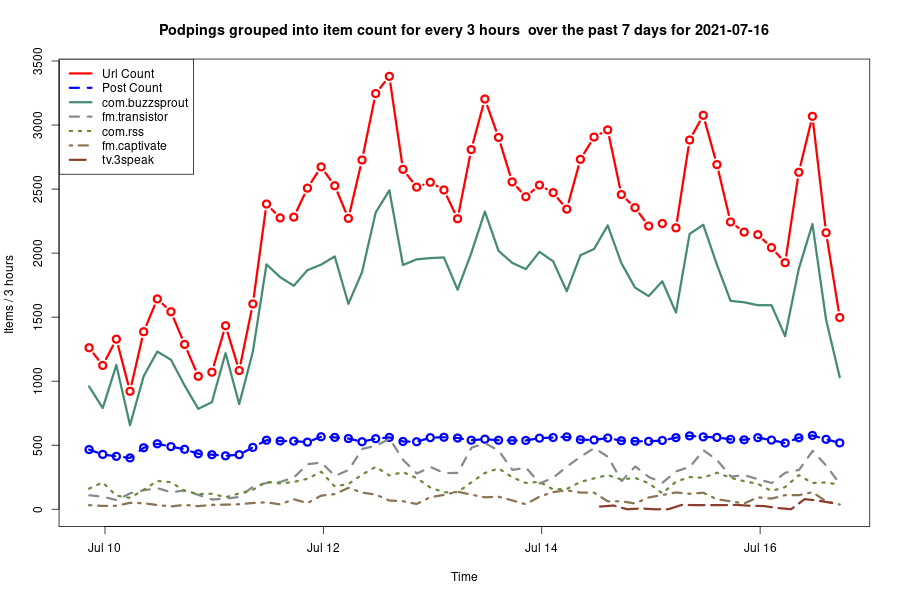 Podpings grouped into item count for every 3 hours  over the past 7 days for 2021-07-16
Url Count
Post Count
com.buzzsprout
fm.transistor
com.rss
fm.captivate
tv.3speak
Items / 3 hours
3500
3000
2500
2000
1500
1000
500
0
Jul 10
Jul 12
Jul 14
Jul 16
Time